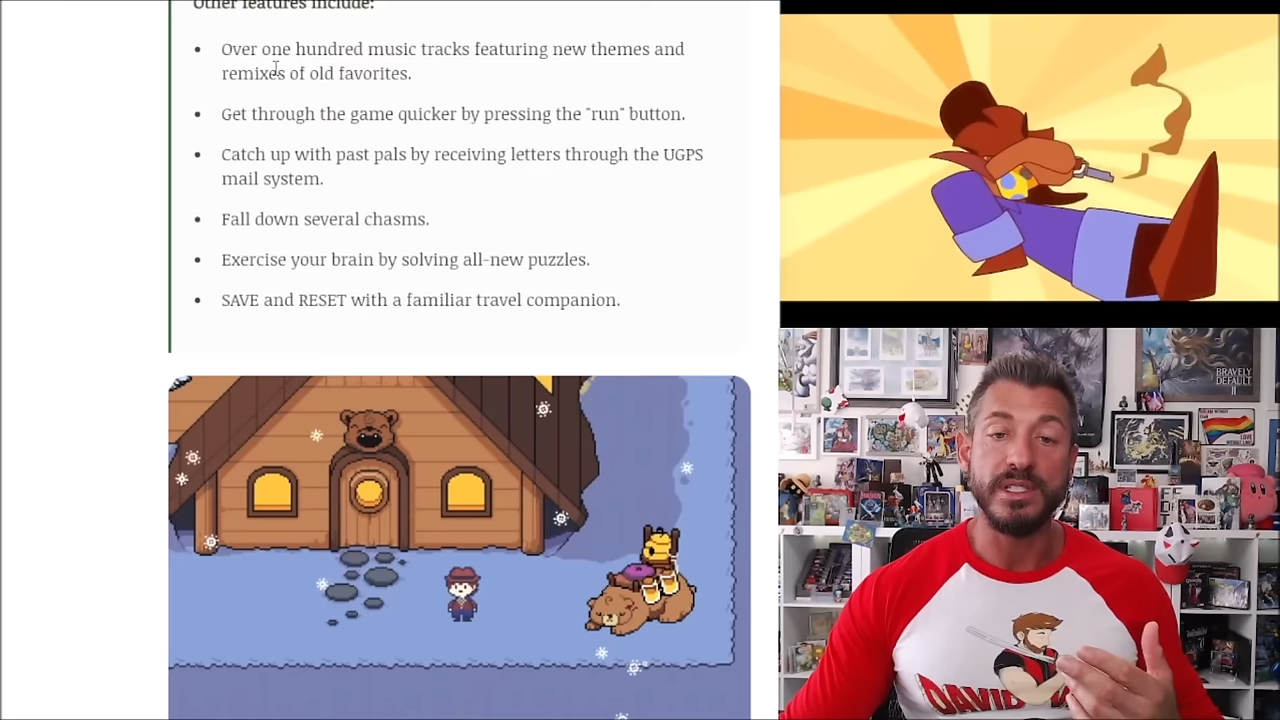 Other features include:
• Over one hundred music tracks featuring new themes and
remixes of old favorites.
• Get through the game quicker by pressing the "run" button.
• Catch up with past pals by receiving letters through the UGPS
mail system.
• Fall down several chasms.
• Exercise your brain by solving all-new puzzles.
• SAVE and RESET with a familiar travel companion.
BRAVELY
DEFAULT
II
DAVID